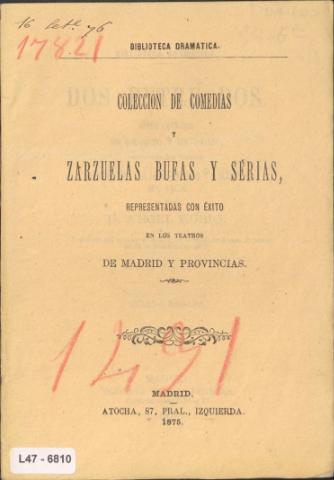 16 Set.e 76
17821
BIBLIOTECA DRAMATICA.
COLECCION DE COMEDIAS
Y
ZARZUELAS BUFAS Y SÉRIAS,
REPRESENTADAS CON ÉXITO
EN LOS TEATROS
DE MADRID Y PROVINCIAS.
1491
MADRID.
ATOCHA, 87, PRAL., IZQUIERDA.
1875.
L47 - 6810